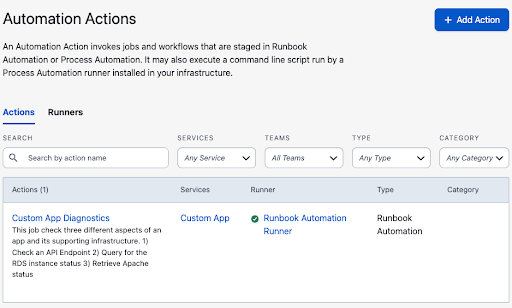 Automation Actions
+ Add Action
An Automation Action invokes jobs and workflows that are staged in Runbook
Automation or Process Automation. It may also execute a command line script run by a
Process Automation runner installed in your infrastructure.
Actions Runners
SEARCH SERVICES TEAMS TYPE CATEGORY
Search by action name Any Service All Teams Any Type Any Category
Actions (1) Services Runner Type Category
Custom App Diagnostics Custom App Runbook Automation Runbook
This job check three different aspects of an Runner Automation
app and its supporting infrastructure. 1)
Check an API Endpoint 2) Query for the
RDS instance status 3) Retrieve Apache
status